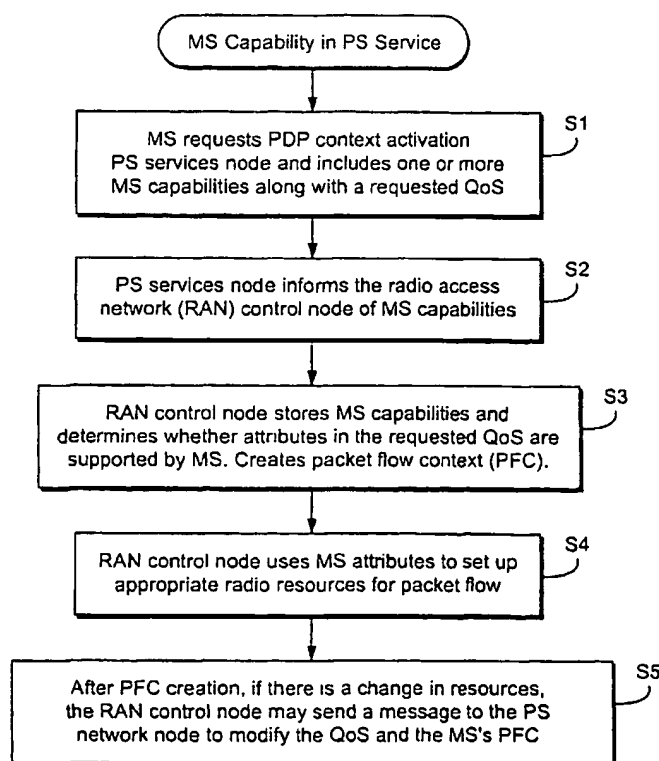 MS Capability in PS Service
S1
MS requests PDP context activation
PS services node and includes one or more
MS capabilities along with a requested QoS
S2
PS services node informs the radio access
network (RAN) control node of MS capabilities
S3
RAN control node stores MS capabilities and
determines whether attributes in the requested QoS are
supported by MS. Creates packet flow context (PFC).
S4
RAN control node uses MS attributes to set up
appropriate radio resources for packet flow
S5
After PFC creation, if there is a change in resources,
the RAN control node may send a message to the PS
network node to modify the QoS and the MS's PFC